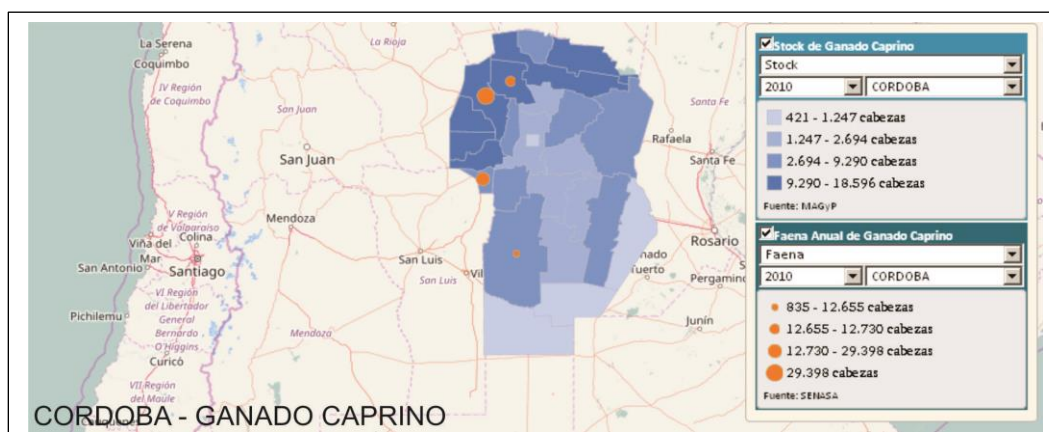 La Serena
Coquimbo
IV Región
de Coquimbo
La Rioja
San Juan
San Juan
Mendoza
V Región
de Valparaíso
Viña del
Mar
Colina
San Antonio
Santiago
VI Región
del Libertador
General
Bernardo
O'Higgins
Pichilemu
Curicó
VII Región
del Maule
Mendoza
San Luis
San Luis
Santa Fe
Rafaela
Santa Fe
Rosario
Pergamino
Junín
CORDOBA - GANADO CAPRINO
Stock de Ganado Caprino
Stock
2010 CORDOBA
421 - 1.247 cabezas
1.247 - 2.694 cabezas
2.694 - 9.290 cabezas
9.290 - 18.596 cabezas
Fuente: MAGyP
Faena Anual de Ganado Caprino
Faena
2010 CORDOBA
835 - 12.655 cabezas
12.655 - 12.730 cabezas
12.730 - 29.398 cabezas
29.398 cabezas
Fuente: SENASA